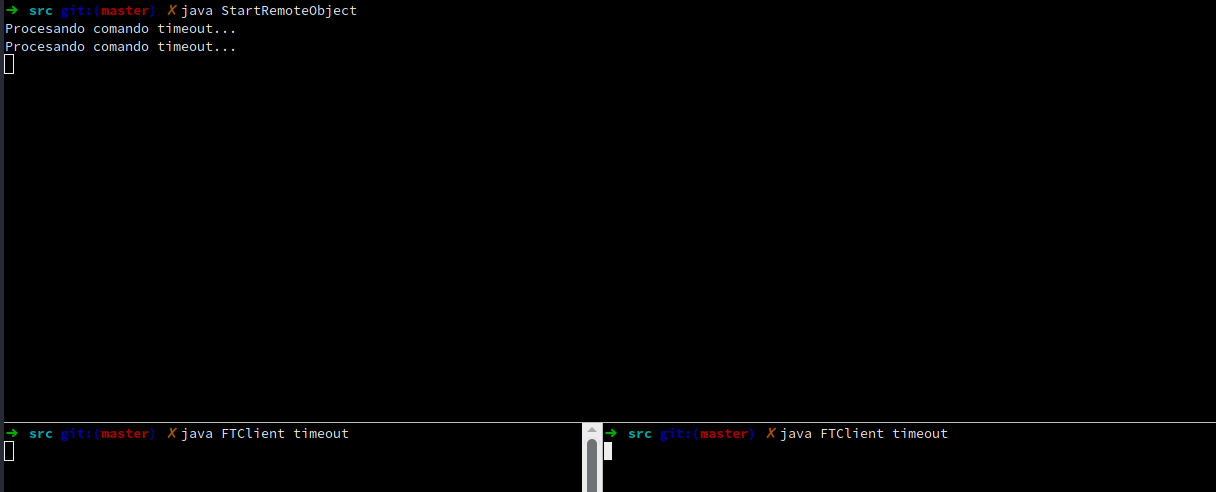 ➜ src git:(master) ✗ java StartRemoteObject
Procesando comando timeout...
Procesando comando timeout...
➜ src git:(master) ✗ java FTClient timeout
➜ src git:(master) ✗ java FTClient timeout